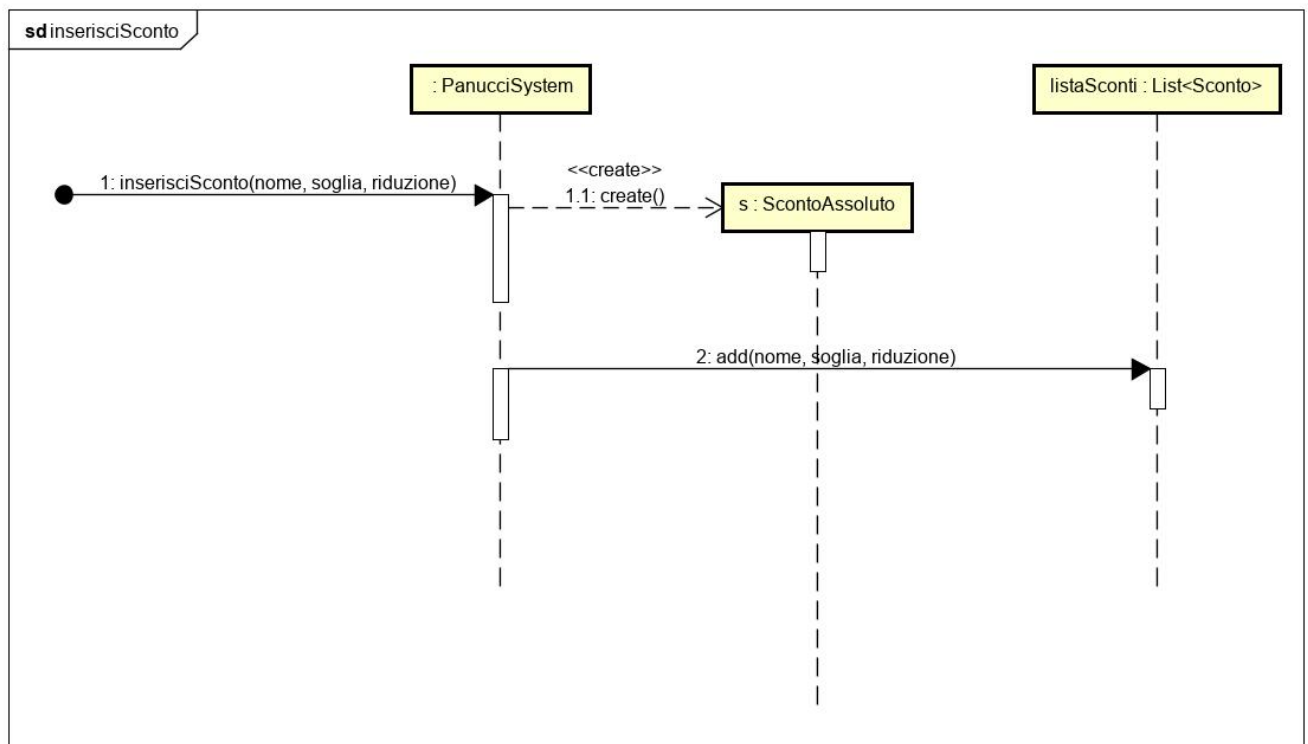 sd inserisciSconto
: PanucciSystem
listaSconti : List<Sconto>
1: inserisciSconto(nome, soglia, riduzione)
<<create>>
1.1: create()
s : ScontoAssoluto
2: add(nome, soglia, riduzione)